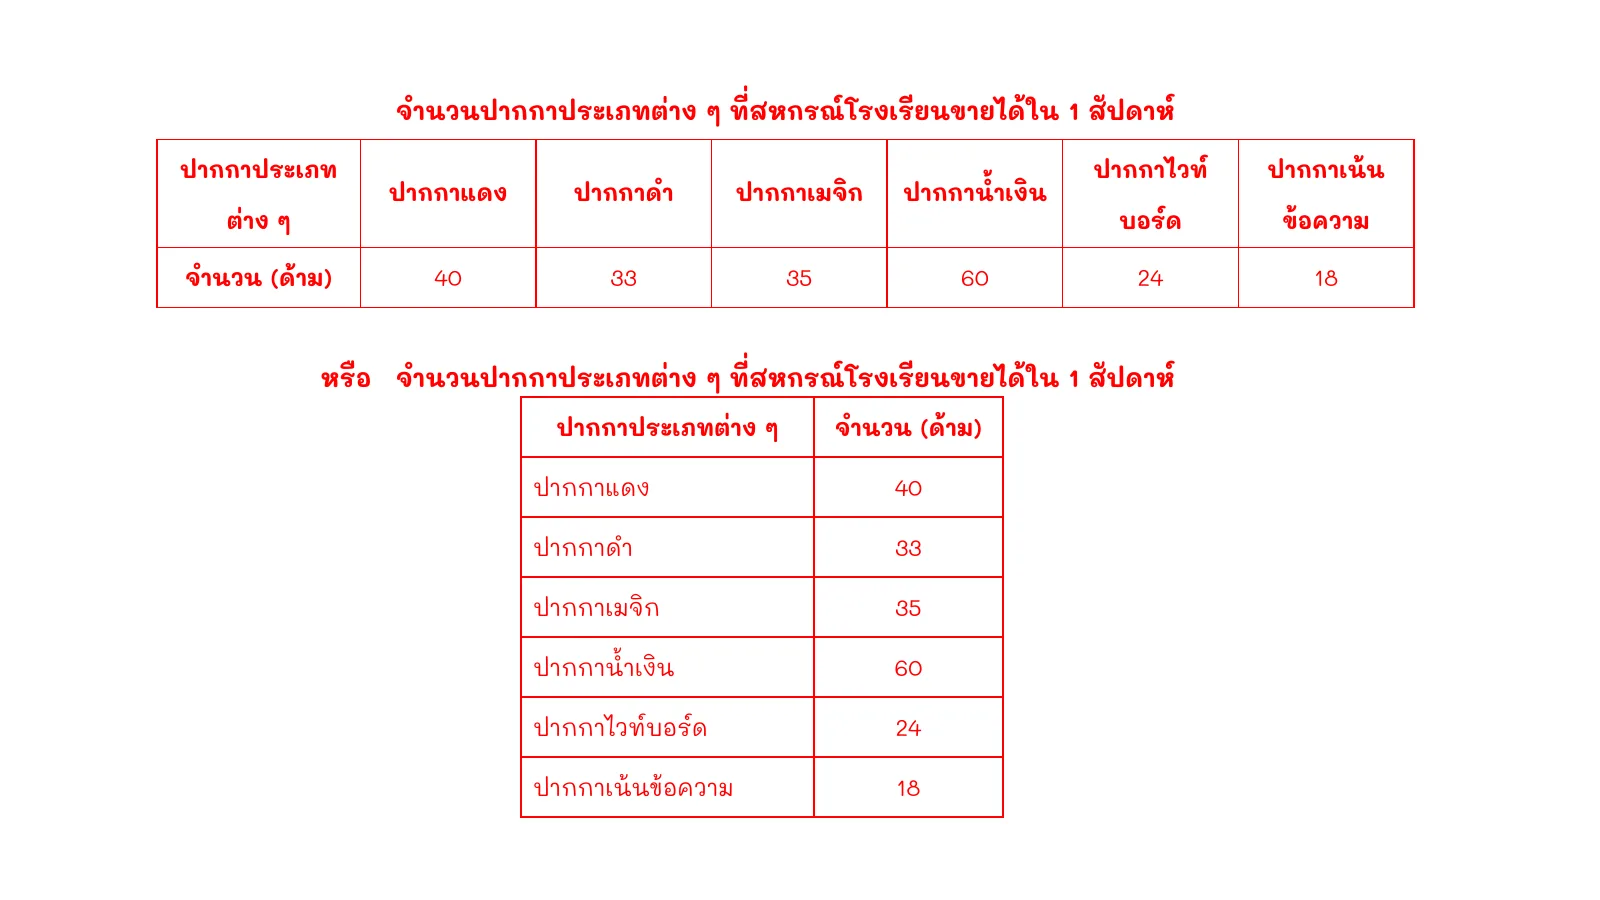 จำนวนปากกาประเภทต่าง ๆ ที่สหกรณ์โรงเรียนขายได้ใน 1 สัปดาห์
ปากกาประเภท
ต่าง ๆ
ปากกาแดง
ปากกาดำ
ปากกาเมจิก
ปากกาน้ำเงิน
ปากกาไวท์
บอร์ด
ปากกาเน้น
ข้อความ
จำนวน (ด้าม) 40 33 35 60 24 18
หรือ จำนวนปากกาประเภทต่าง ๆ ที่สหกรณ์โรงเรียนขายได้ใน 1 สัปดาห์
ปากกาประเภทต่าง ๆ จำนวน (ด้าม)
ปากกาแดง 40
ปากกาดำ 33
ปากกาเมจิก 35
ปากกาน้ำเงิน 60
ปากกาไวท์บอร์ด 24
ปากกาเน้นข้อความ 18